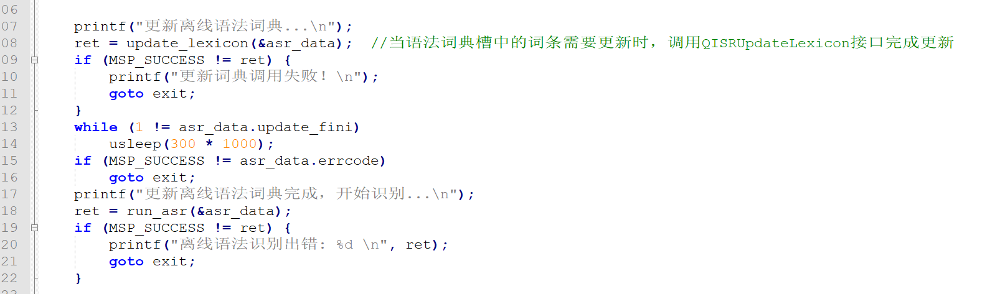 06
07 printf("更新离线语法词典...\n");
08 ret = update_lexicon(&asr_data);  //当语法词典槽中的词条需要更新时，调用QISRUpdateLexicon接口完成更新
09 if (MSP_SUCCESS != ret) {
10 printf("更新词典调用失败！\n");
11 goto exit;
12 }
13 while (1 != asr_data.update_fini)
14 usleep(300 * 1000);
15 if (MSP_SUCCESS != asr_data.errcode)
16 goto exit;
17 printf("更新离线语法词典完成，开始识别...\n");
18 ret = run_asr(&asr_data);
19 if (MSP_SUCCESS != ret) {
20 printf("离线语法识别出错：%d \n", ret);
21 goto exit;
22 }